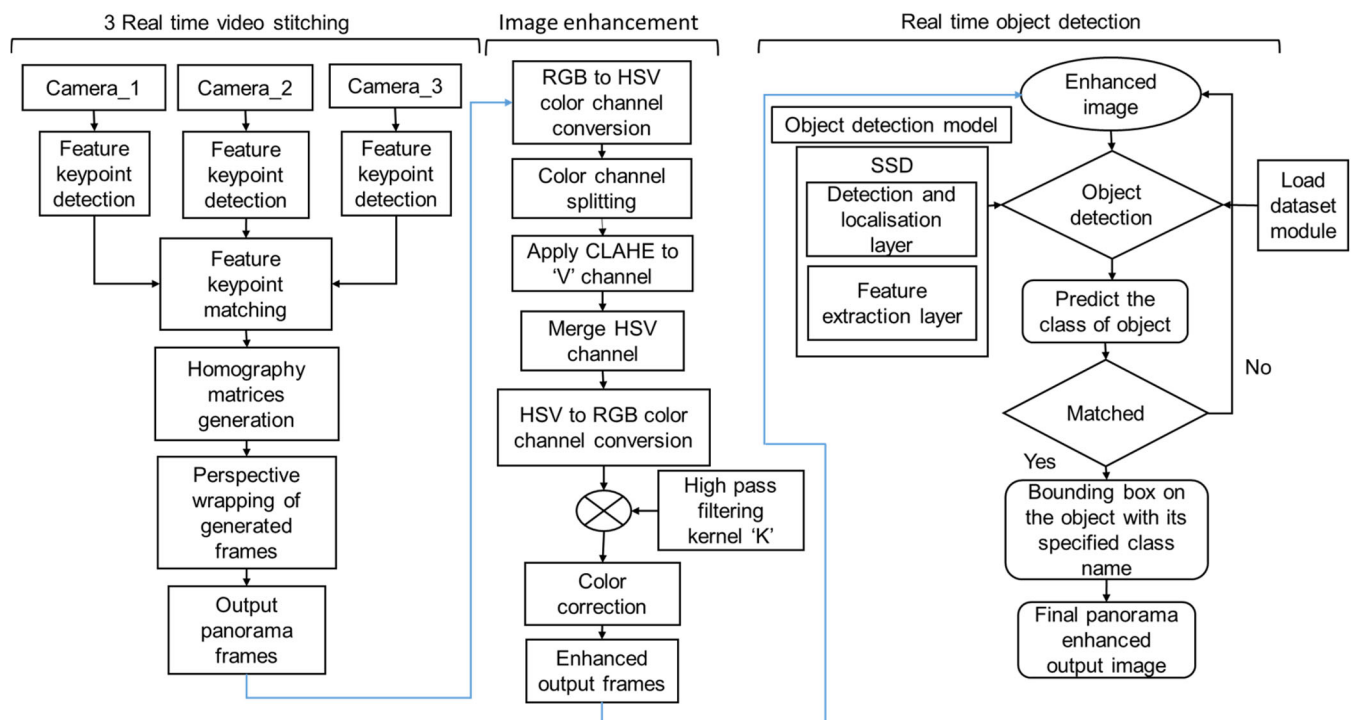 3 Real time video stitching
Camera_1
Camera_2
Camera_3
Feature
keypoint
detection
Feature
keypoint
detection
Feature
keypoint
detection
Feature
keypoint
matching
Homography
matrices
generation
Perspective
wrapping of
generated
frames
Output
panorama
frames
Image enhancement
RGB to HSV
color channel
conversion
Color channel
splitting
Apply CLAHE to
‘V’ channel
Merge HSV
channel
HSV to RGB color
channel conversion
High pass
filtering
kernel ‘K’
Color
correction
Enhanced
output frames
Real time object detection
Enhanced
image
Object detection model
SSD
Detection and
localisation
layer
Feature
extraction layer
Object
detection
Load
dataset
module
Predict the
class of object
No
Matched
Yes
Bounding box on
the object with its
specified class
name
Final panorama
enhanced
output image